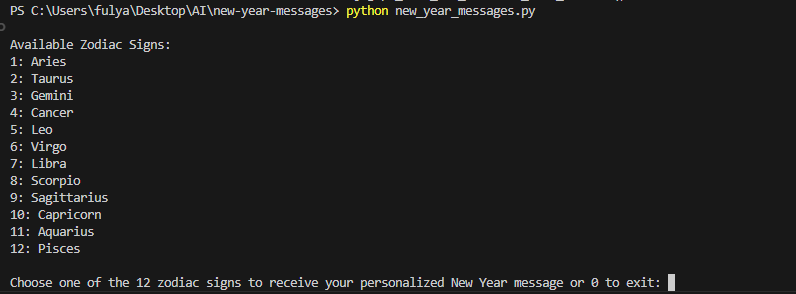 PS C:\Users\fulya\Desktop\AI\new-year-messages> python new_year_messages.py
Available Zodiac Signs:
1: Aries
2: Taurus
3: Gemini
4: Cancer
5: Leo
6: Virgo
7: Libra
8: Scorpio
9: Sagittarius
10: Capricorn
11: Aquarius
12: Pisces
Choose one of the 12 zodiac signs to receive your personalized New Year message or 0 to exit: